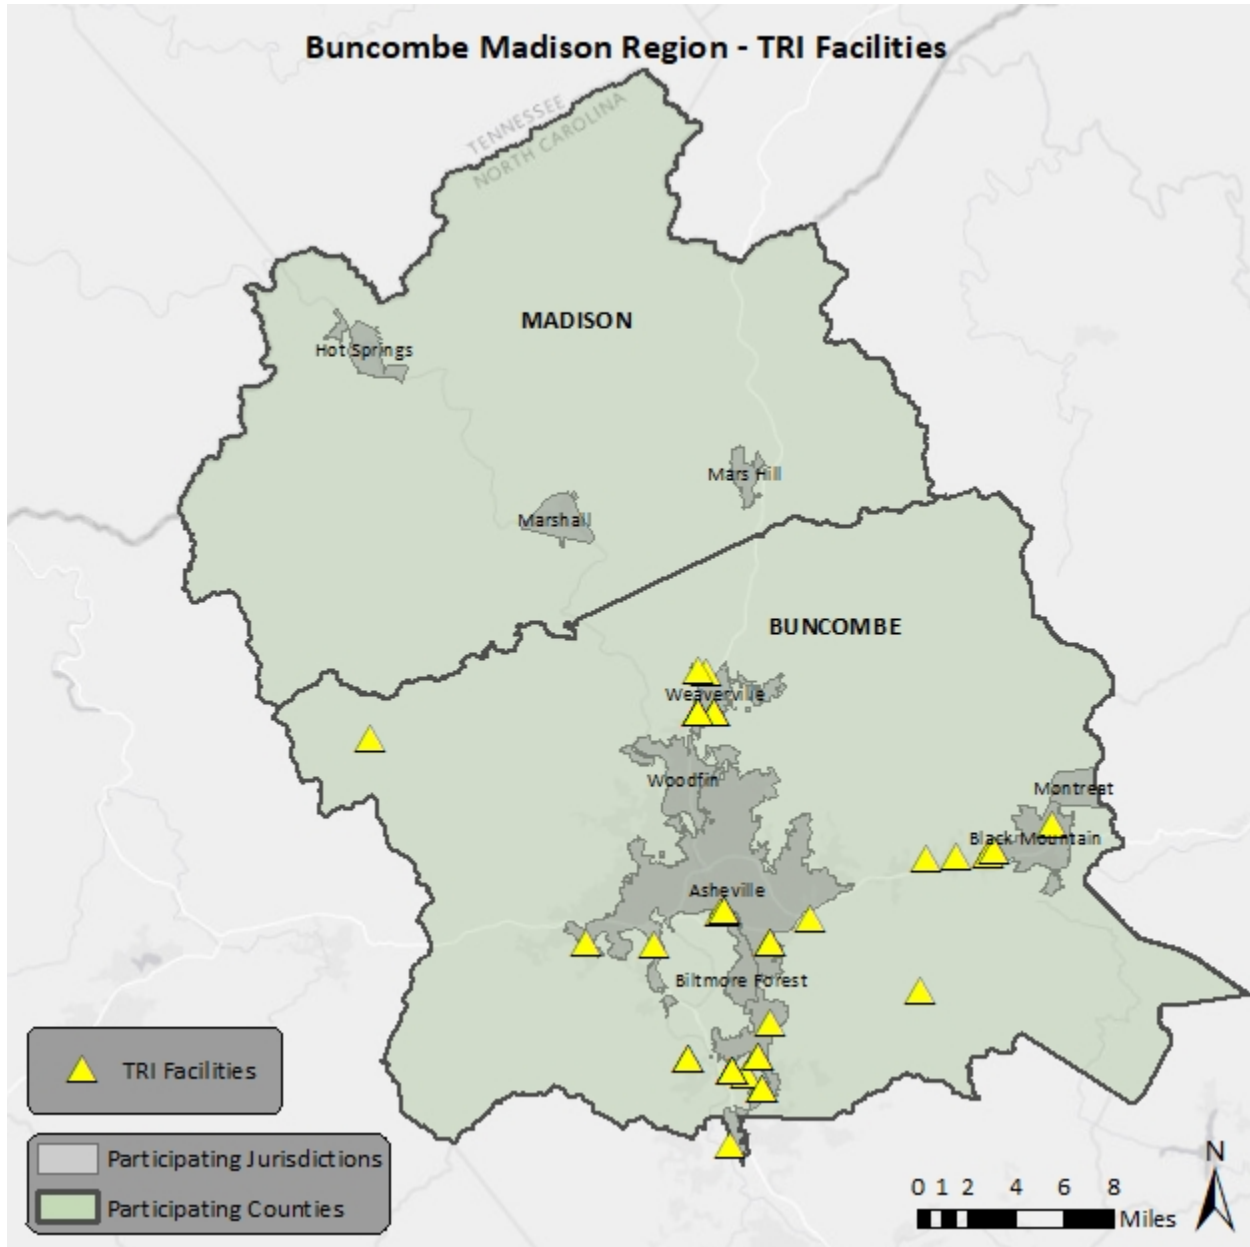 Buncombe Madison Region - TRI Facilities
TENNESSEE
NORTH CAROLINA
MADISON
Hot Springs
Mars Hill
Marshall
BUNCOMBE
Weaverville
Woodfin
Montreat
Black Mountain
Asheville
Biltmore Forest
TRI Facilities
Participating Jurisdictions
Participating Counties
N
0 1 2 4 6 8
Miles